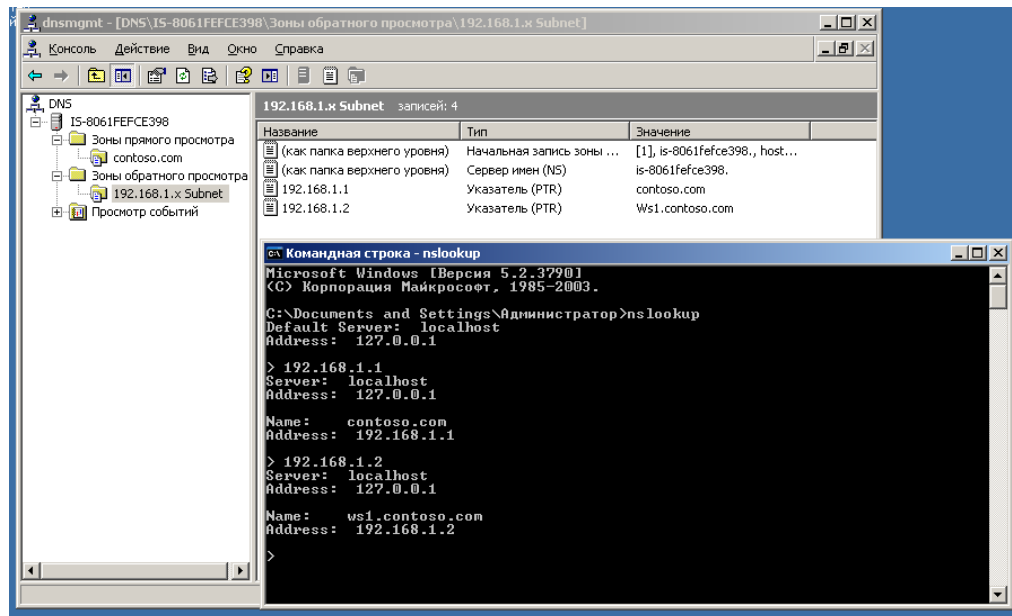 dnsmgmt - [DNS\IS-8061FEFCE398\Зоны обратного просмотра\192.168.1.x Subnet]
Консоль Действие Вид Окно Справка
DNS
IS-8061FEFCE398
Зоны прямого просмотра
contoso.com
Зоны обратного просмотра
192.168.1.x Subnet
Просмотр событий
192.168.1.x Subnet записей: 4
Название Тип Значение
(как папка верхнего уровня) Начальная запись зоны ... [1], is-8061fefce398., host...
(как папка верхнего уровня) Сервер имен (NS) is-8061fefce398.
192.168.1.1 Указатель (PTR) contoso.com
192.168.1.2 Указатель (PTR) Ws1.contoso.com
Командная строка - nslookup
Microsoft Windows [Версия 5.2.3790]
(C) Корпорация Майкрософт, 1985-2003.
C:\Documents and Settings\Администратор>nslookup
Default Server: localhost
Address: 127.0.0.1
> 192.168.1.1
Server: localhost
Address: 127.0.0.1
Name: contoso.com
Address: 192.168.1.1
> 192.168.1.2
Server: localhost
Address: 127.0.0.1
Name: ws1.contoso.com
Address: 192.168.1.2
>